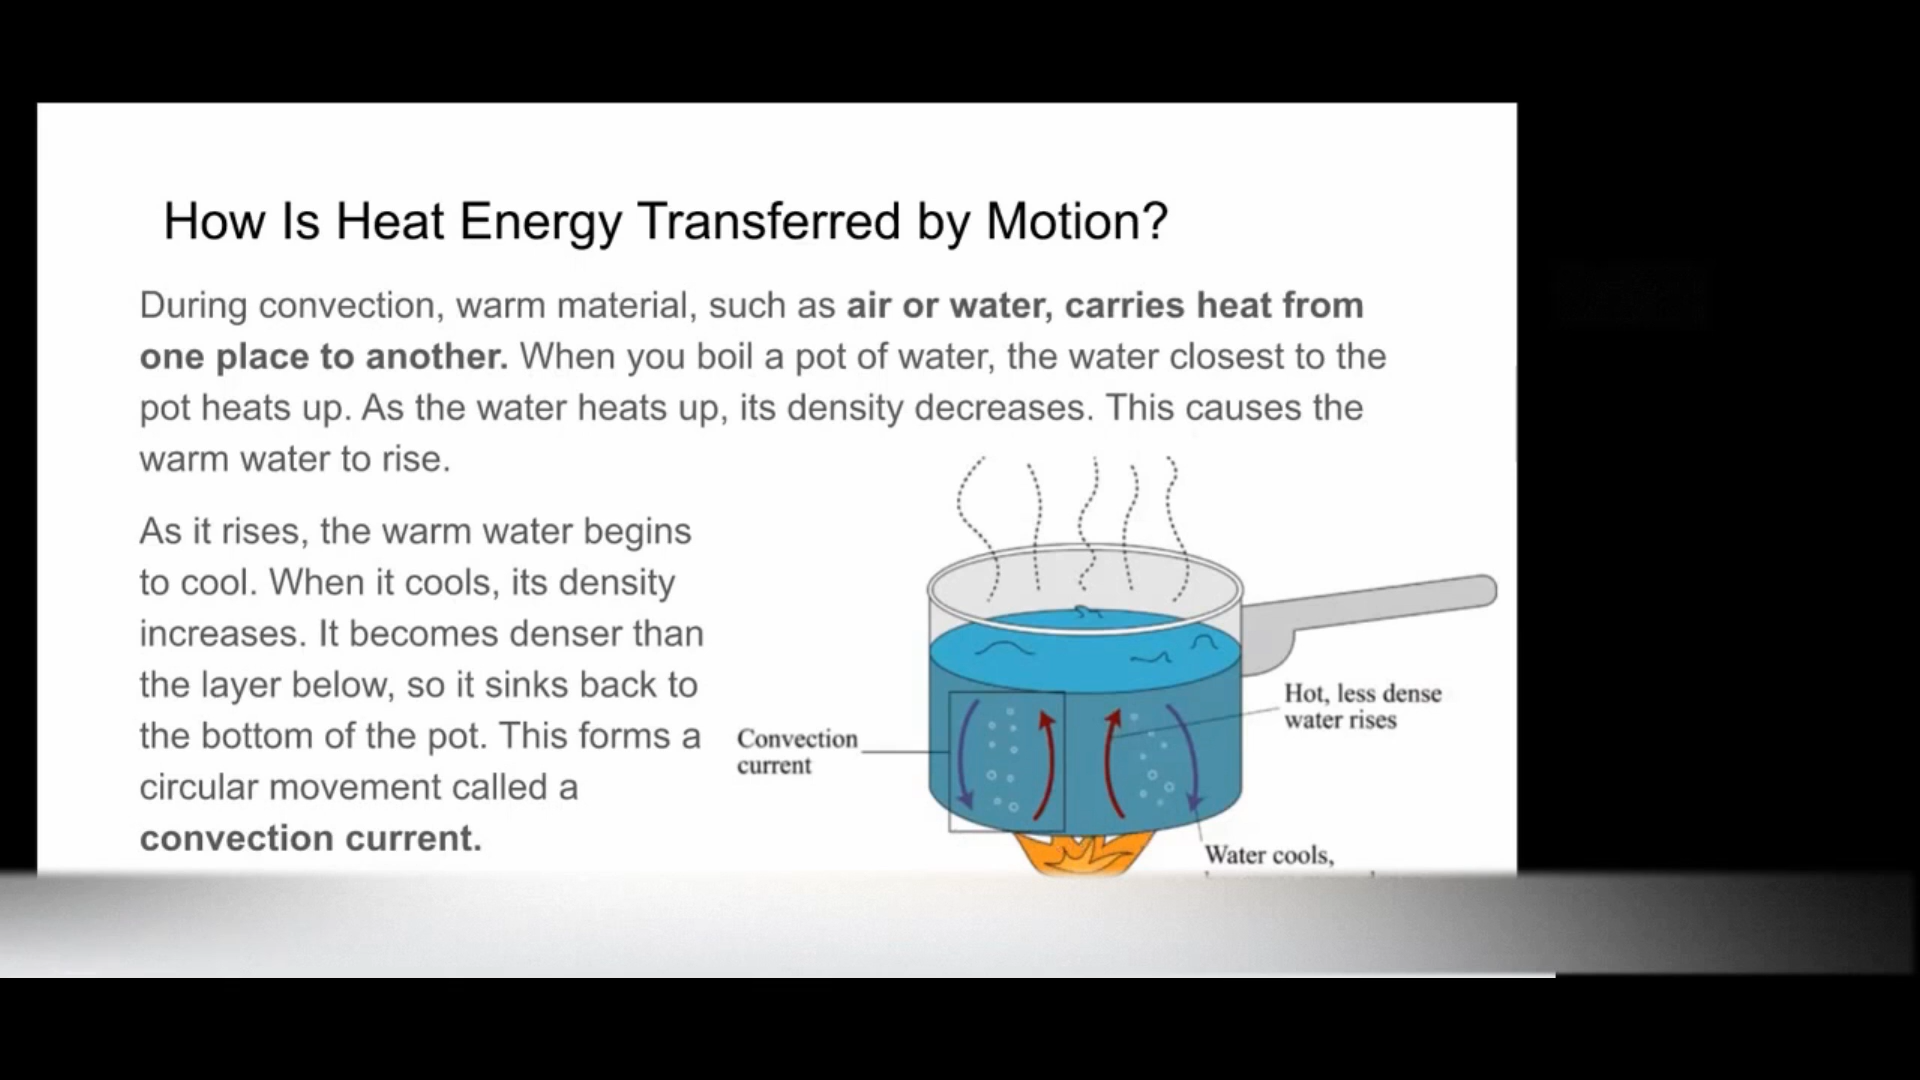 How Is Heat Energy Transferred by Motion?
During convection, warm material, such as air or water, carries heat from
one place to another. When you boil a pot of water, the water closest to the
pot heats up. As the water heats up, its density decreases. This causes the
warm water to rise.
As it rises, the warm water begins
to cool. When it cools, its density
increases. It becomes denser than
the layer below, so it sinks back to
the bottom of the pot. This forms a
circular movement called a
convection current.
Convection
current
Hot, less dense
water rises
Water cools,